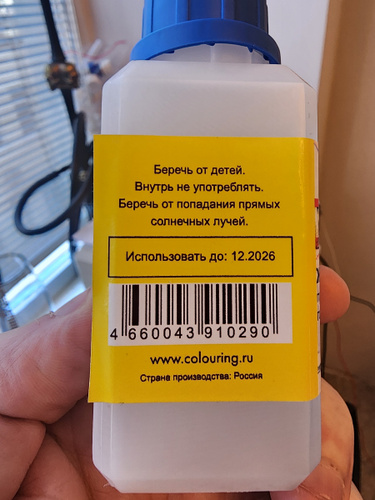 Беречь от детей.
Внутрь не употреблять.
Беречь от попадания прямых
солнечных лучей.
Использовать до: 12.2026
4 660043 910290
www.colouring.ru
Страна производства: Россия